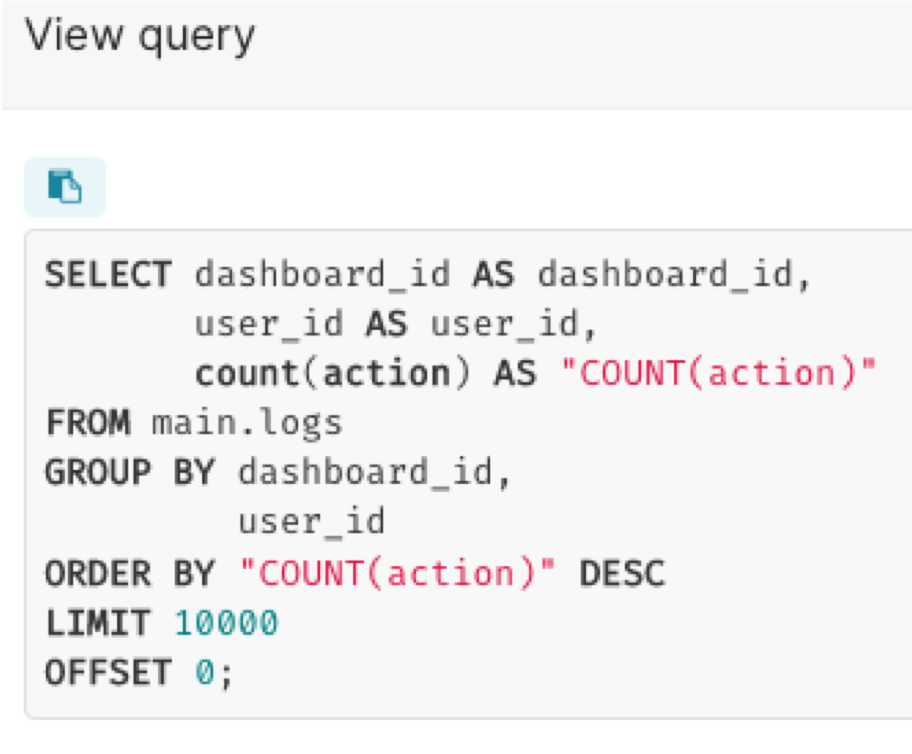 View query
SELECT dashboard_id AS dashboard_id,
user_id AS user_id,
count(action) AS "COUNT(action)"
FROM main.logs
GROUP BY dashboard_id,
user_id
ORDER BY "COUNT(action)" DESC
LIMIT 10000
OFFSET 0;